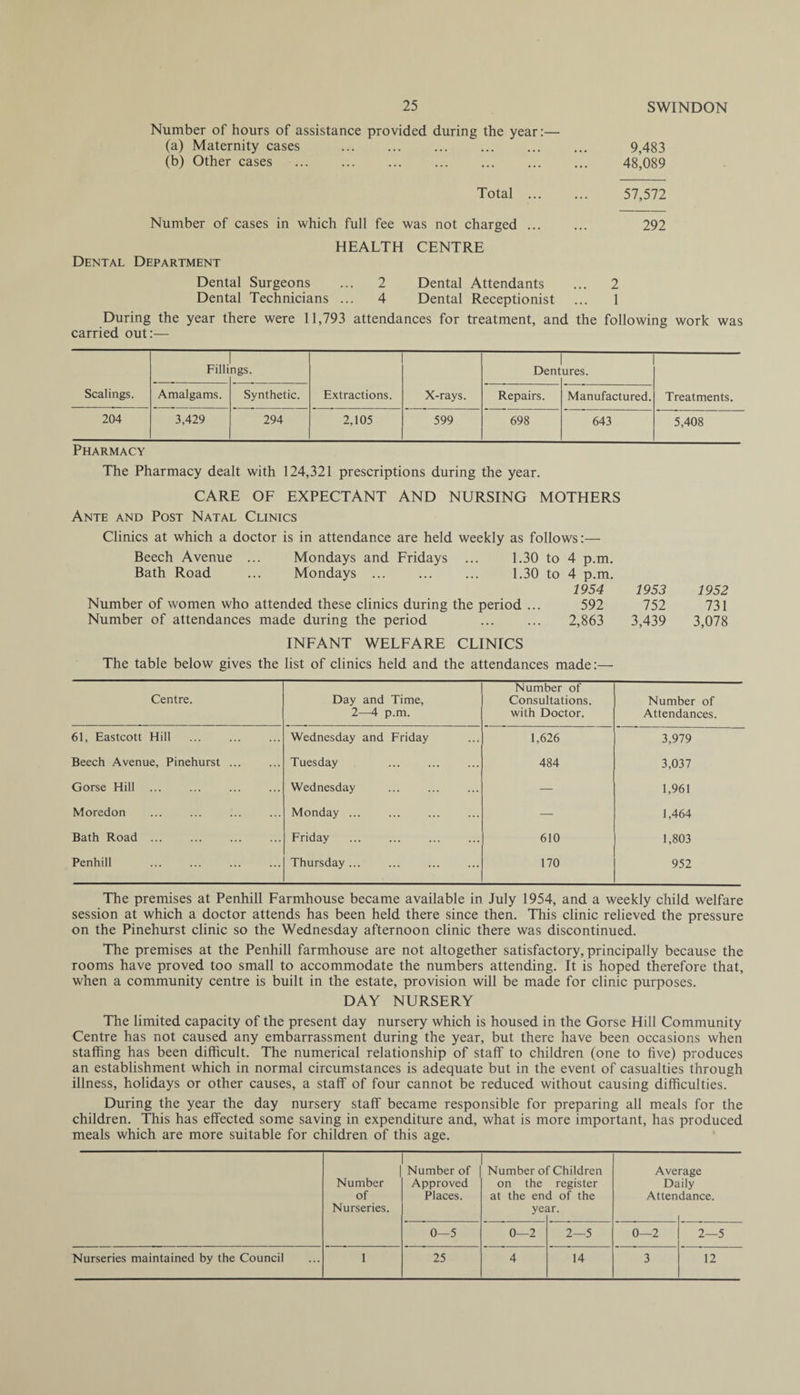 25 SWINDON
Number of hours of assistance provided during the year:—
(a) Maternity cases ... ... ... ... ... ... 9,483
(b) Other cases ... ... ... ... ... ... ... 48,089
Total ... ... 57,572
Number of cases in which full fee was not charged ... ... 292
HEALTH CENTRE
DENTAL DEPARTMENT
Dental Surgeons ... 2 Dental Attendants ... 2
Dental Technicians ... 4 Dental Receptionist ... 1
During the year there were 11,793 attendances for treatment, and the following work was
carried out:—
Fillings. Dentures.
Scalings. Amalgams. Synthetic. Extractions. X-rays. Repairs. Manufactured. Treatments.
204 3,429 294 2,105 599 698 643 5,408
PHARMACY
The Pharmacy dealt with 124,321 prescriptions during the year.
CARE OF EXPECTANT AND NURSING MOTHERS
ANTE AND POST NATAL CLINICS
Clinics at which a doctor is in attendance are held weekly as follows:—
Beech Avenue ... Mondays and Fridays ... 1.30 to 4 p.m.
Bath Road ... Mondays ... ... ... 1.30 to 4 p.m.
1954 1953 1952
Number of women who attended these clinics during the period ... 592 752 731
Number of attendances made during the period ... ... 2,863 3,439 3,078
INFANT WELFARE CLINICS
The table below gives the list of clinics held and the attendances made:—
Number of
Centre. Day and Time, Consultations. Number of
2—4 p.m. with Doctor. Attendances.
61, Eastcott Hill ... ... ... Wednesday and Friday ... 1,626 3,979
Beech Avenue, Pinehurst ... ... Tuesday ... ... ... 484 3,037
Gorse Hill ... ... ... ... Wednesday ... ... ... — 1,961
Moredon ... ... ... ... Monday ... ... ... ... — 1,464
Bath Road ... ... ... ... Friday ... ... ... ... 610 1,803
Penhill ... ... ... ... Thursday ... ... ... ... 170 952
The premises at Penhill Farmhouse became available in July 1954, and a weekly child welfare
session at which a doctor attends has been held there since then. This clinic relieved the pressure
on the Pinehurst clinic so the Wednesday afternoon clinic there was discontinued.
The premises at the Penhill farmhouse are not altogether satisfactory, principally because the
rooms have proved too small to accommodate the numbers attending. It is hoped therefore that,
when a community centre is built in the estate, provision will be made for clinic purposes.
DAY NURSERY
The limited capacity of the present day nursery which is housed in the Gorse Hill Community
Centre has not caused any embarrassment during the year, but there have been occasions when
staffing has been difficult. The numerical relationship of staff to children (one to five) produces
an establishment which in normal circumstances is adequate but in the event of casualties through
illness, holidays or other causes, a staff of four cannot be reduced without causing difficulties.
During the year the day nursery staff became responsible for preparing all meals for the
children. This has effected some saving in expenditure and, what is more important, has produced
meals which are more suitable for children of this age.
Number of Number of Children Average
Number Approved on the register Daily
of Places. at the end of the Attendance.
Nurseries. year.
0—5 0—2 2—5 0—2 2—5
Nurseries maintained by the Council ... 1 25 4 14 3 12